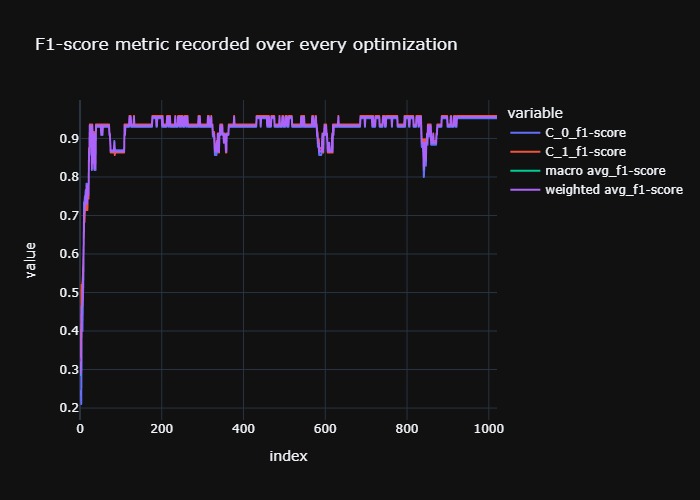 F1-score metric recorded over every optimization
variable
C_0_f1-score
C_1_f1-score
macro avg_f1-score
weighted avg_f1-score
value
0.9
0.8
0.7
0.6
0.5
0.4
0.3
0.2
0 200 400 600 800 1000
index